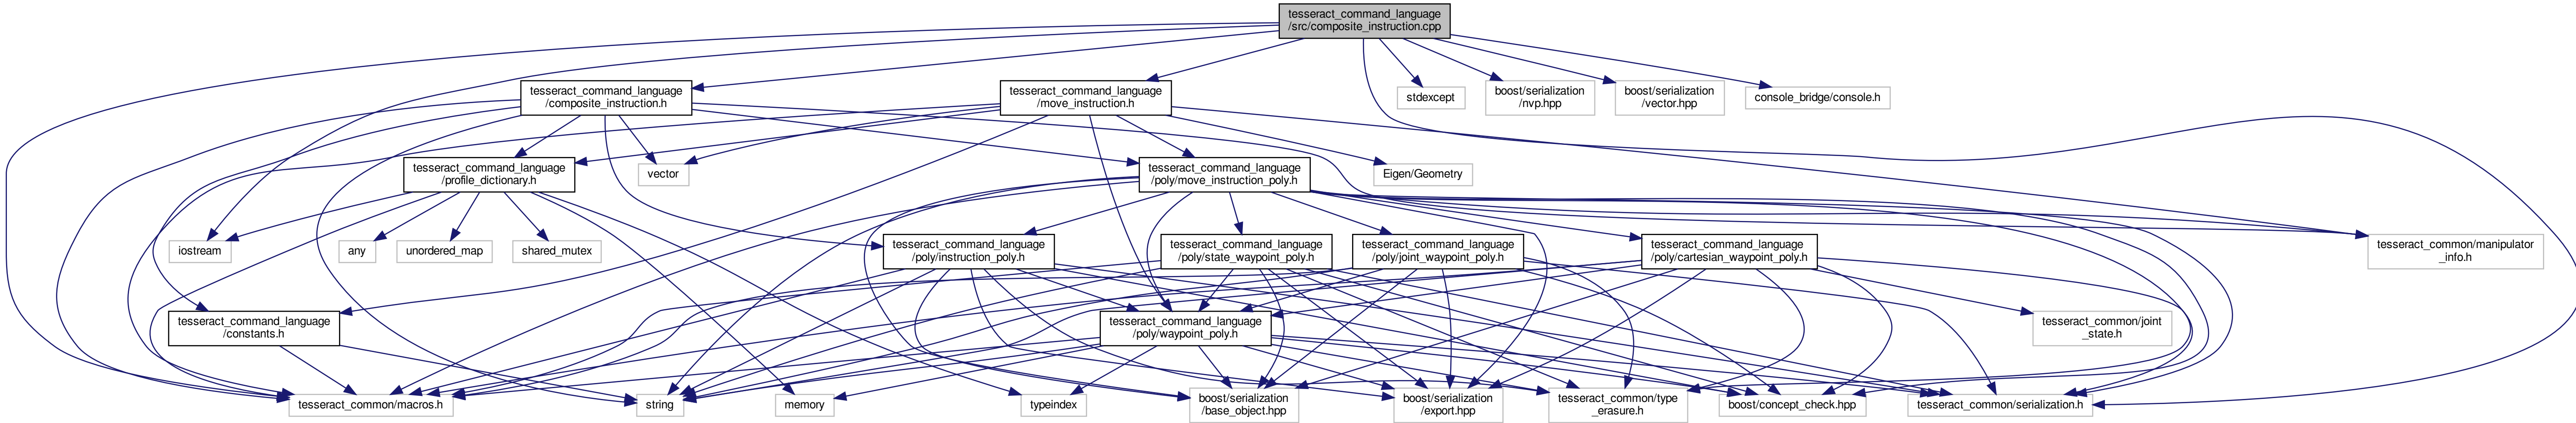 tesseract_command_language
/src/composite_instruction.cpp
tesseract_command_language
/composite_instruction.h
tesseract_command_language
/move_instruction.h
stdexcept
boost/serialization
/nvp.hpp
boost/serialization
/vector.hpp
console_bridge/console.h
tesseract_command_language
/profile_dictionary.h
vector
tesseract_command_language
/poly/move_instruction_poly.h
Eigen/Geometry
iostream
any
unordered_map
shared_mutex
tesseract_command_language
/poly/instruction_poly.h
tesseract_command_language
/poly/state_waypoint_poly.h
tesseract_command_language
/poly/joint_waypoint_poly.h
tesseract_command_language
/poly/cartesian_waypoint_poly.h
tesseract_common/manipulator
_info.h
tesseract_command_language
/constants.h
tesseract_command_language
/poly/waypoint_poly.h
tesseract_common/joint
_state.h
tesseract_common/macros.h
string
memory
typeindex
boost/serialization
/base_object.hpp
boost/serialization
/export.hpp
tesseract_common/type
_erasure.h
boost/concept_check.hpp
tesseract_common/serialization.h